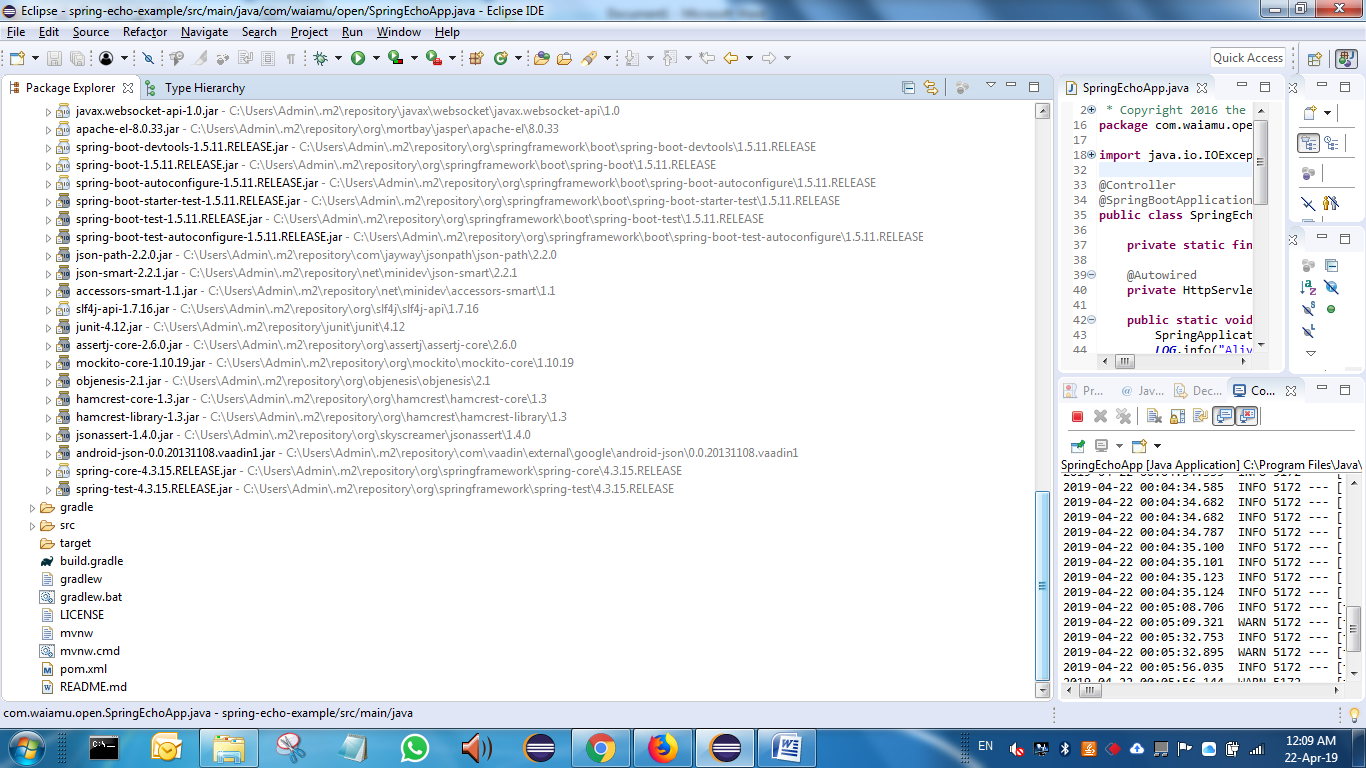 Eclipse - spring-echo-example/src/main/java/com/waiamu/open/SpringEchoApp.java - Eclipse IDE
File Edit Source Refactor Navigate Search Project Run Window Help
Quick Access
Package Explorer Type Hierarchy
javax.websocket-api-1.0.jar - C:\Users\Admin\.m2\repository\javax\websocket\javax.websocket-api\1.0
apache-el-8.0.33.jar - C:\Users\Admin\.m2\repository\org\mortbay\jasper\apache-el\8.0.33
spring-boot-devtools-1.5.11.RELEASE.jar - C:\Users\Admin\.m2\repository\org\springframework\boot\spring-boot-devtools\1.5.11.RELEASE
spring-boot-1.5.11.RELEASE.jar - C:\Users\Admin\.m2\repository\org\springframework\boot\spring-boot\1.5.11.RELEASE
spring-boot-autoconfigure-1.5.11.RELEASE.jar - C:\Users\Admin\.m2\repository\org\springframework\boot\spring-boot-autoconfigure\1.5.11.RELEASE
spring-boot-starter-test-1.5.11.RELEASE.jar - C:\Users\Admin\.m2\repository\org\springframework\boot\spring-boot-starter-test\1.5.11.RELEASE
spring-boot-test-1.5.11.RELEASE.jar - C:\Users\Admin\.m2\repository\org\springframework\boot\spring-boot-test\1.5.11.RELEASE
spring-boot-test-autoconfigure-1.5.11.RELEASE.jar - C:\Users\Admin\.m2\repository\org\springframework\boot\spring-boot-test-autoconfigure\1.5.11.RELEASE
json-path-2.2.0.jar - C:\Users\Admin\.m2\repository\com\jayway\jsonpath\json-path\2.2.0
json-smart-2.2.1.jar - C:\Users\Admin\.m2\repository\net\minidev\json-smart\2.2.1
accessors-smart-1.1.jar - C:\Users\Admin\.m2\repository\net\minidev\accessors-smart\1.1
slf4j-api-1.7.16.jar - C:\Users\Admin\.m2\repository\org\slf4j\slf4j-api\1.7.16
junit-4.12.jar - C:\Users\Admin\.m2\repository\junit\junit\4.12
assertj-core-2.6.0.jar - C:\Users\Admin\.m2\repository\org\assertj\assertj-core\2.6.0
mockito-core-1.10.19.jar - C:\Users\Admin\.m2\repository\org\mockito\mockito-core\1.10.19
objenesis-2.1.jar - C:\Users\Admin\.m2\repository\org\objenesis\objenesis\2.1
hamcrest-core-1.3.jar - C:\Users\Admin\.m2\repository\org\hamcrest\hamcrest-core\1.3
hamcrest-library-1.3.jar - C:\Users\Admin\.m2\repository\org\hamcrest\hamcrest-library\1.3
jsonassert-1.4.0.jar - C:\Users\Admin\.m2\repository\org\skyscreamer\jsonassert\1.4.0
android-json-0.0.20131108.vaadin1.jar - C:\Users\Admin\.m2\repository\com\vaadin\external\google\android-json\0.0.20131108.vaadin1
spring-core-4.3.15.RELEASE.jar - C:\Users\Admin\.m2\repository\org\springframework\spring-core\4.3.15.RELEASE
spring-test-4.3.15.RELEASE.jar - C:\Users\Admin\.m2\repository\org\springframework\spring-test\4.3.15.RELEASE
gradle
src
target
build.gradle
gradlew
gradlew.bat
LICENSE
mvnw
mvnw.cmd
pom.xml
README.md
SpringEchoApp.java
2 * Copyright 2016 the
16 package com.waiamu.ope
17
18 import java.io.IOExcep
32
33 @Controller
34 @SpringBootApplication
35 public class SpringEch
36
37 private static fin
38
39 @Autowired
40 private HttpServle
41
42 public static void
43 SpringApplicat
44 LOG.info("Aliv
Pr... Jav... Dec... Co...
SpringEchoApp [Java Application] C:\Program Files\Java\
2019-04-22 00:04:34.585 INFO 5172 --- [
2019-04-22 00:04:34.682 INFO 5172 --- [
2019-04-22 00:04:34.682 INFO 5172 --- [
2019-04-22 00:04:34.787 INFO 5172 --- [
2019-04-22 00:04:35.100 INFO 5172 --- [
2019-04-22 00:04:35.101 INFO 5172 --- [
2019-04-22 00:04:35.123 INFO 5172 --- [
2019-04-22 00:04:35.124 INFO 5172 --- [
2019-04-22 00:05:08.706 INFO 5172 --- [
2019-04-22 00:05:09.321 WARN 5172 --- [
2019-04-22 00:05:32.753 INFO 5172 --- [
2019-04-22 00:05:32.895 WARN 5172 --- [
2019-04-22 00:05:56.035 INFO 5172 --- [
2019-04-22 00:05:56.144 WARN 5172 --- [
com.waiamu.open.SpringEchoApp.java - spring-echo-example/src/main/java
EN
12:09 AM
22-Apr-19